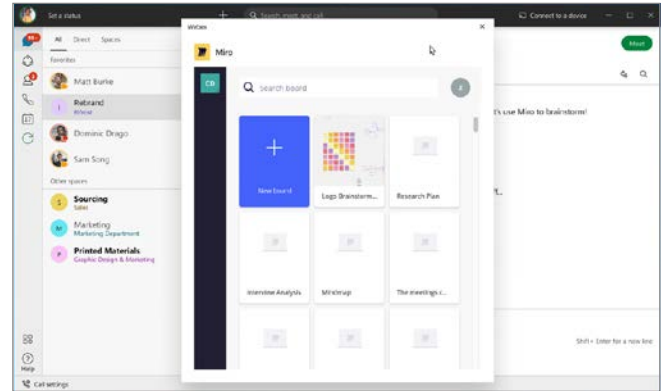 Set a status
Search, meet, and call
Connect to a device
Webex
Miro
All Direct Spaces
Favorites
Matt Burke
Rebrand
Dominic Drago
Sam Song
Other spaces
Sourcing
Sales
Marketing
Marketing Department
Printed Materials
Graphic Design & Marketing
Help
Call settings
CB
Search board
New board
Logo Brainstorm...
Research Plan
Interview Analysis
Mindmap
The meetings c...
Meet
t's use Miro to brainstorm!
Shift + Enter for a new line